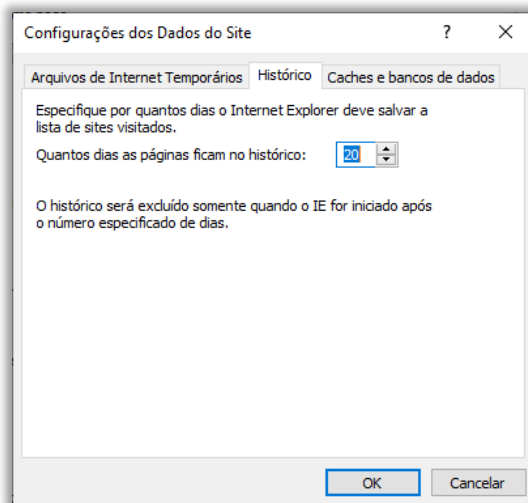 Configurações dos Dados do Site ?
Arquivos de Internet Temporários Histórico Caches e bancos de dados
Especifique por quantos dias o Internet Explorer deve salvar a
lista de sites visitados.
Quantos dias as páginas ficam no histórico: 20
O histórico será excluído somente quando o IE for iniciado após
o número especificado de dias.
OK Cancelar